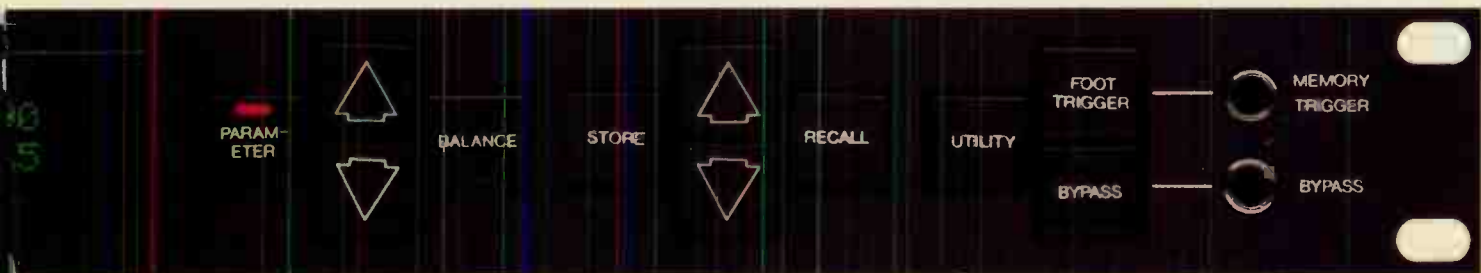 PARAM-
ETER
BALANCE
STORE
RECALL
UTILITY
FOOT
TRIGGER
BYPASS
MEMORY
TRIGGER
BYPASS